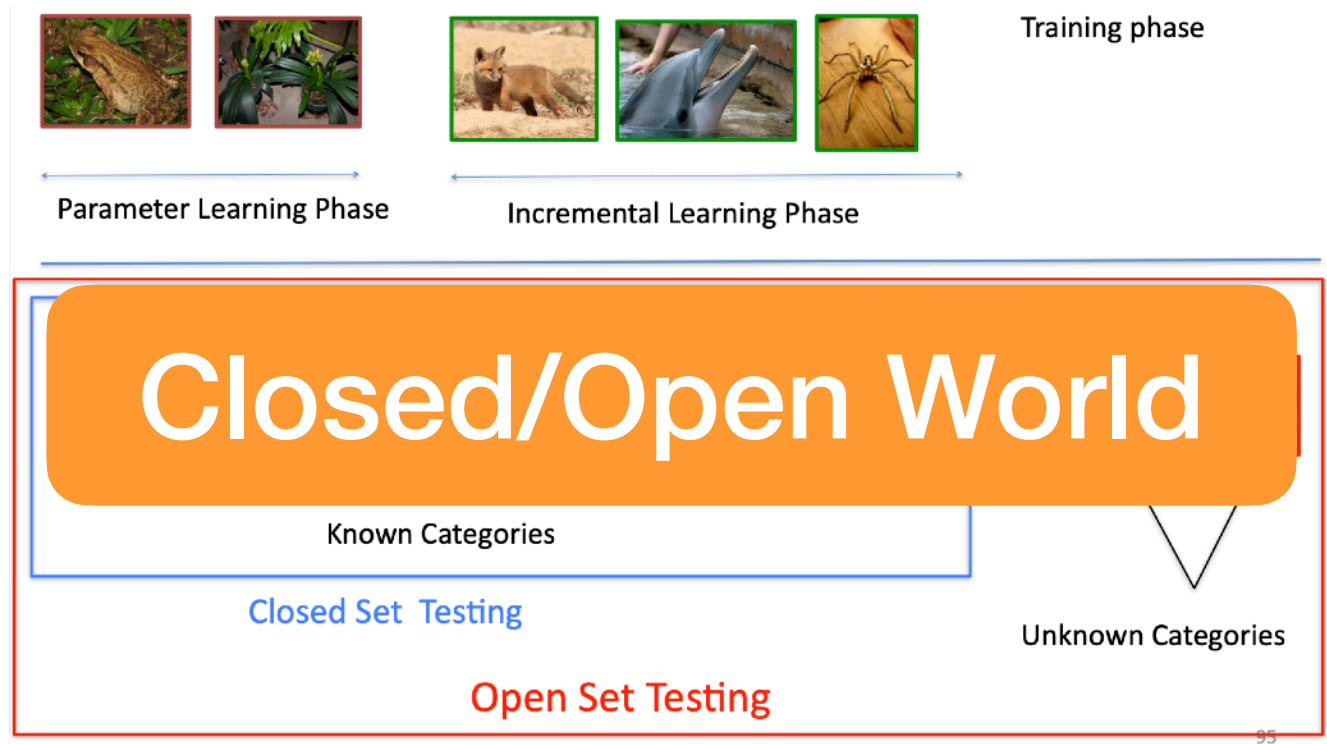 Training phase
Parameter Learning Phase
Incremental Learning Phase
Closed/Open World
Known Categories
Closed Set Testing
Unknown Categories
Open Set Testing
95